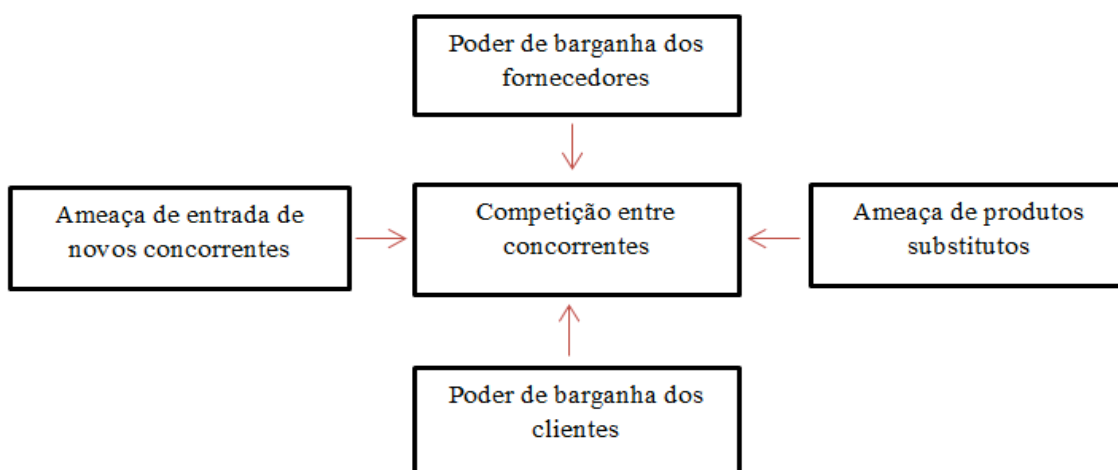 Poder de barganha dos
fornecedores
Ameaça de entrada de
novos concorrentes
Competição entre
concorrentes
Ameaça de produtos
substitutos
Poder de barganha dos
clientes